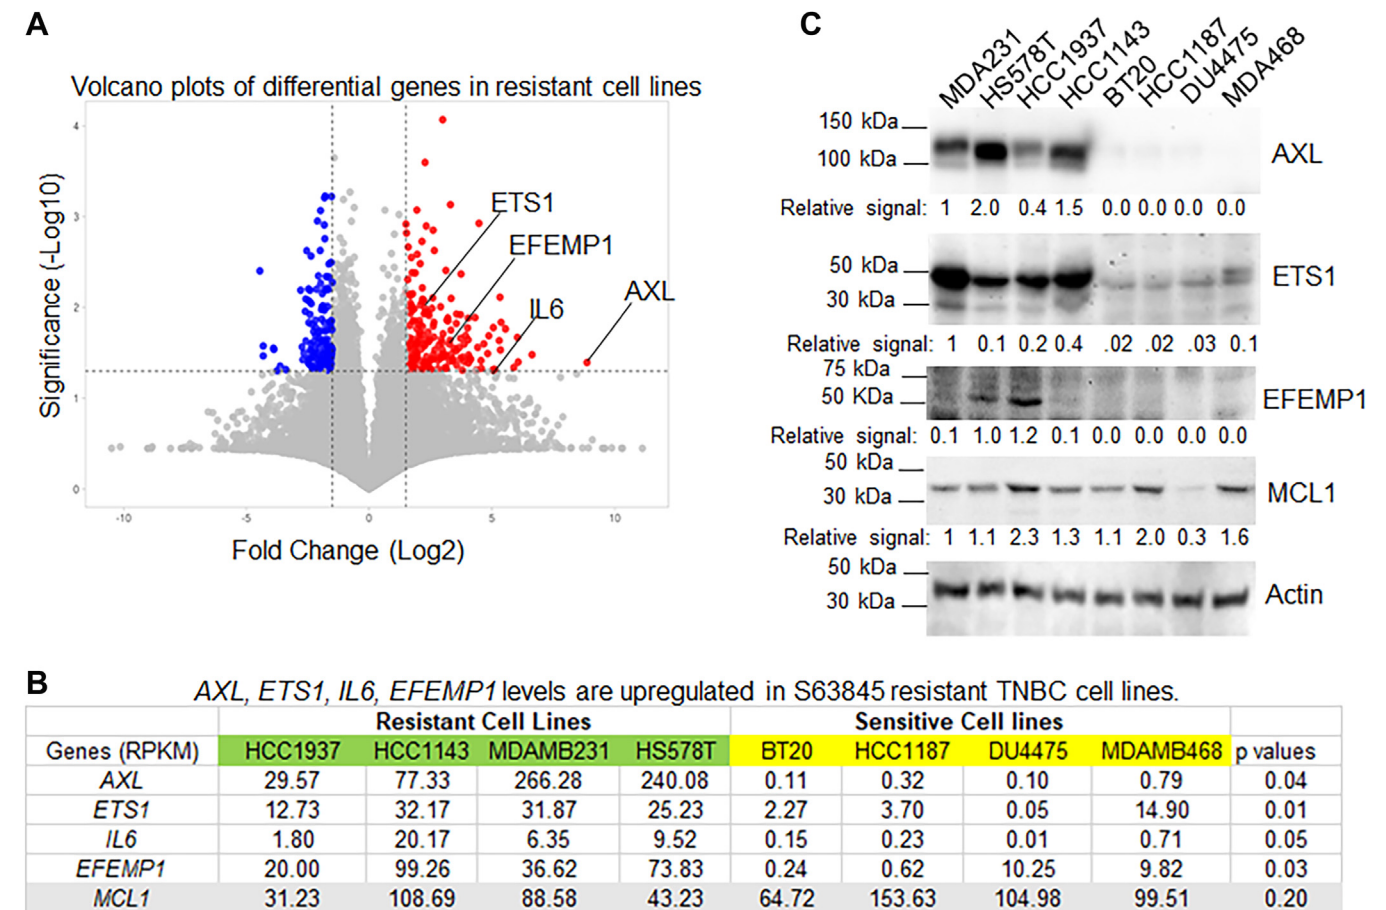 A
Volcano plots of differential genes in resistant cell lines
Significance (-Log10)
4
3
2
1
0
ETS1
EFEMP1
IL6
AXL
-10 -5 0 5 10
Fold Change (Log2)
C
MDA231 HS578T HCC1937 HCC1143 BT20 HCC1187 DU4475 MDA468
150 kDa
100 kDa
AXL
Relative signal: 1 2.0 0.4 1.5 0.0 0.0 0.0 0.0
50 kDa
30 kDa
ETS1
Relative signal: 1 0.1 0.2 0.4 .02 .02 .03 0.1
75 kDa
50 KDa
EFEMP1
Relative signal: 0.1 1.0 1.2 0.1 0.0 0.0 0.0 0.0
50 kDa
30 kDa
MCL1
Relative signal: 1 1.1 2.3 1.3 1.1 2.0 0.3 1.6
50 kDa
30 kDa
Actin
B
AXL, ETS1, IL6, EFEMP1 levels are upregulated in S63845 resistant TNBC cell lines.
Resistant Cell Lines Sensitive Cell lines
Genes (RPKM) HCC1937 HCC1143 MDAMB231 HS578T BT20 HCC1187 DU4475 MDAMB468 p values
AXL 29.57 77.33 266.28 240.08 0.11 0.32 0.10 0.79 0.04
ETS1 12.73 32.17 31.87 25.23 2.27 3.70 0.05 14.90 0.01
IL6 1.80 20.17 6.35 9.52 0.15 0.23 0.01 0.71 0.05
EFEMP1 20.00 99.26 36.62 73.83 0.24 0.62 10.25 9.82 0.03
MCL1 31.23 108.69 88.58 43.23 64.72 153.63 104.98 99.51 0.20